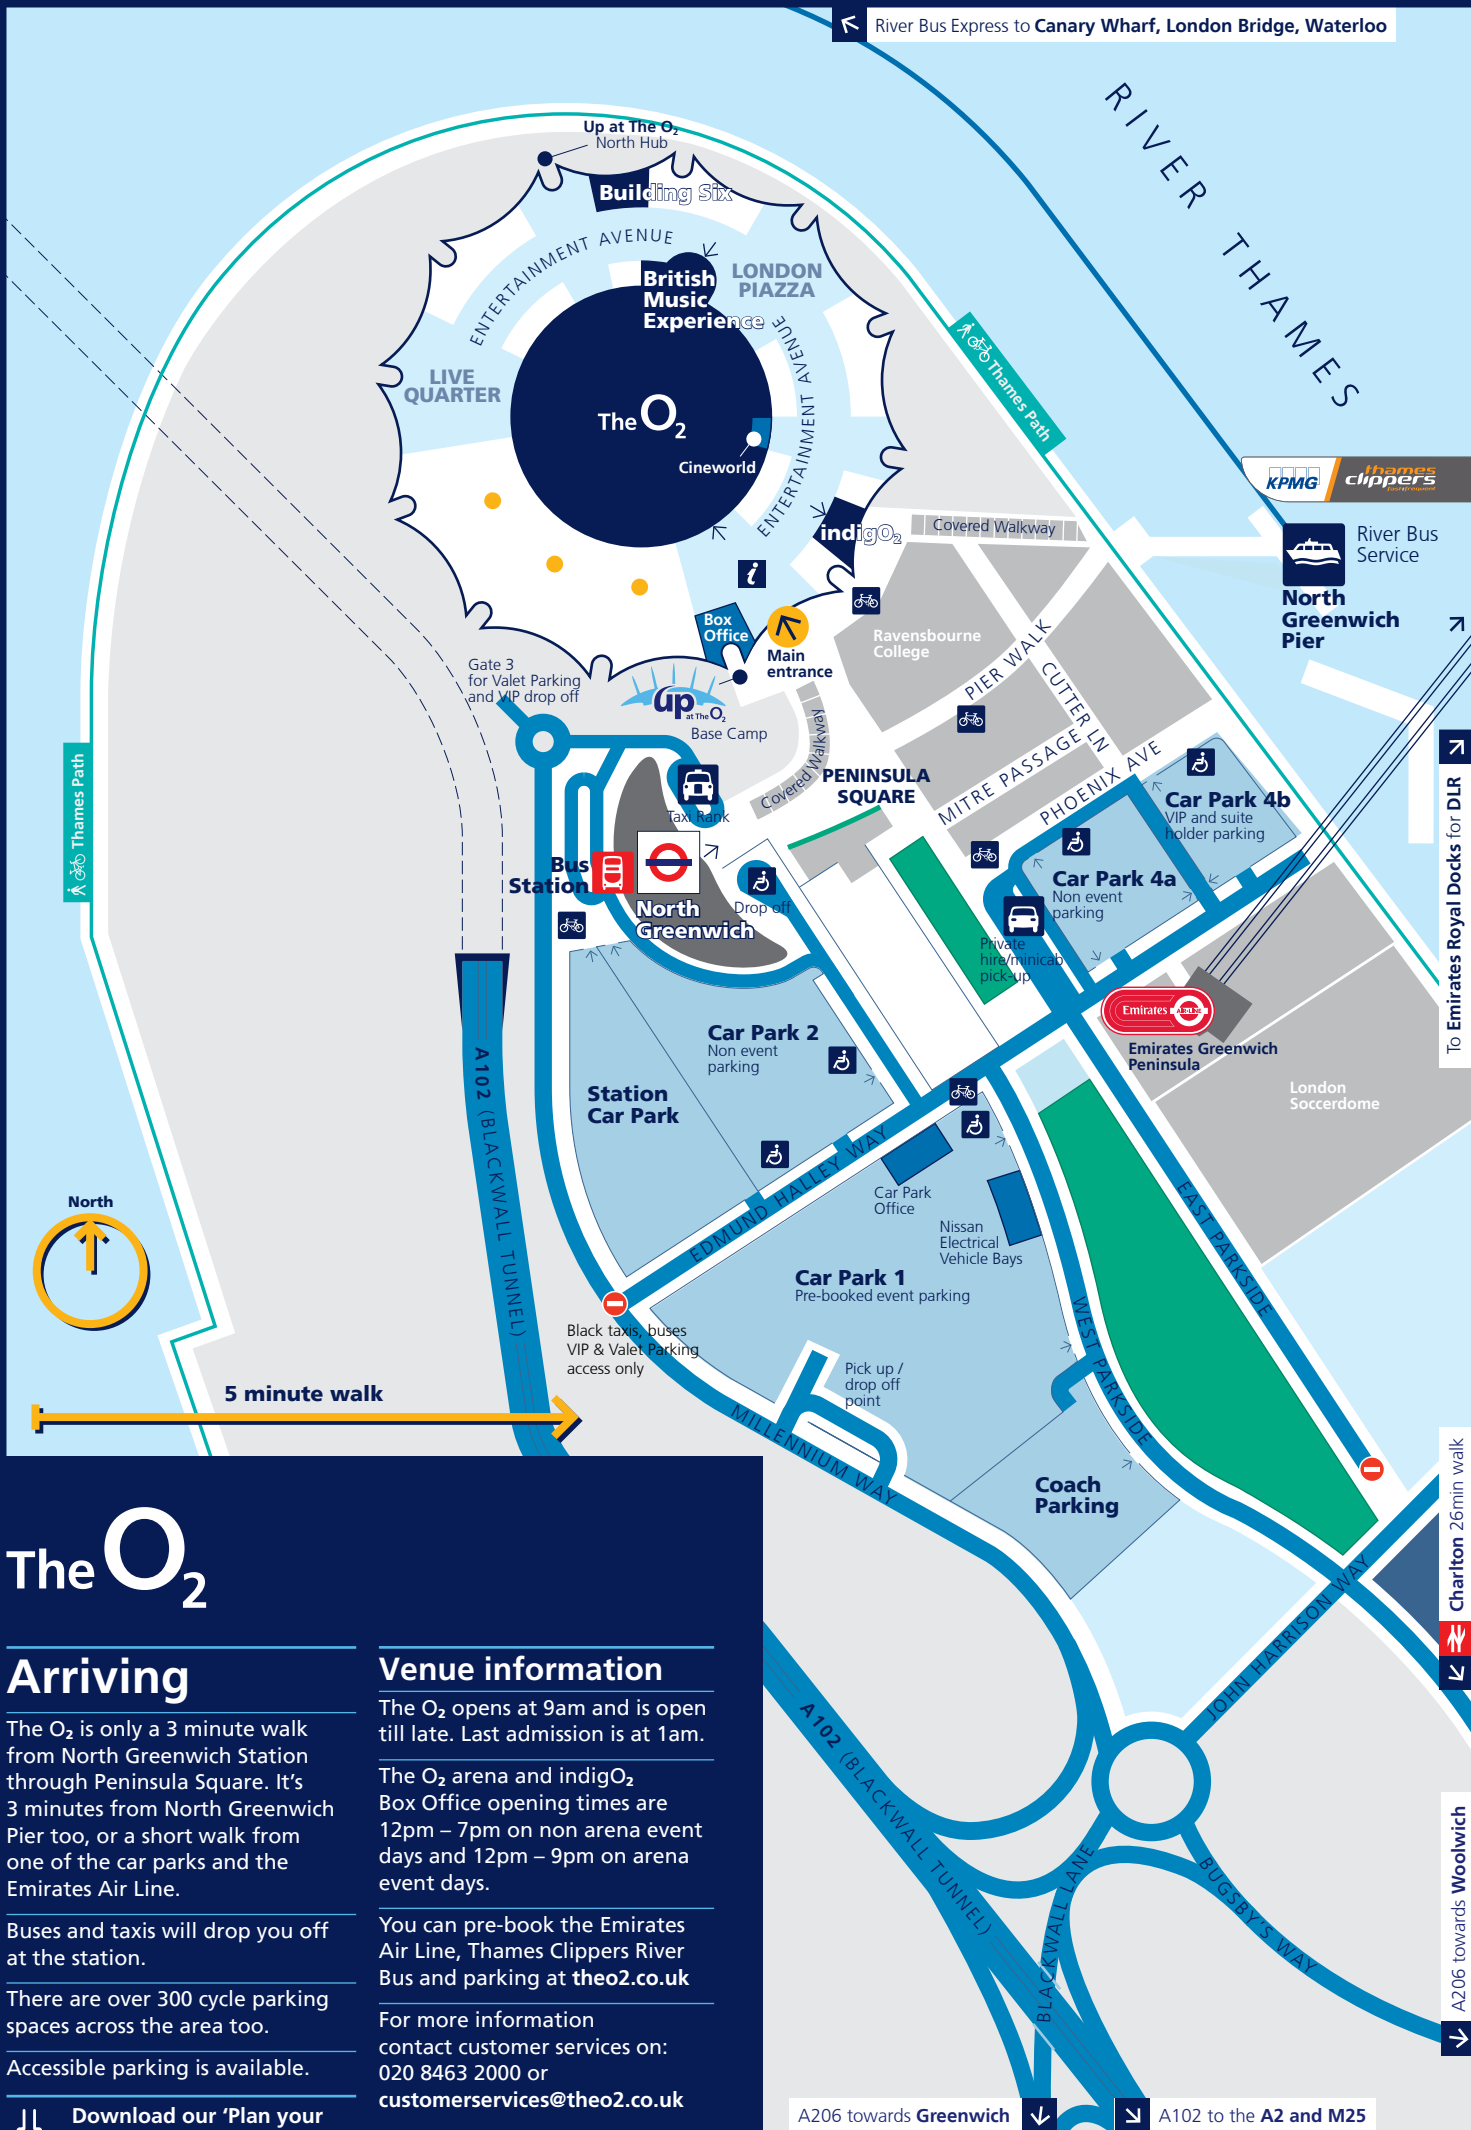 River Bus Express to Canary Wharf, London Bridge, Waterloo
RIVER THAMES
Up at The O2
North Hub
Building Six
ENTERTAINMENT AVENUE
British
Music
Experience
LONDON
PIAZZA
ENTERTAINMENT AVENUE
LIVE
QUARTER
The O2
Cineworld
ENTERTAINMENT AVENUE
indigO2
Thames Path
Covered Walkway
KPMG
thames
clippers
River Bus
Service
North
Greenwich
Pier
i
Box
Office
Main
entrance
Ravensbourne
College
PIER WALK
CUTTER LN
Gate 3
for Valet Parking
and VIP drop off
up
at The O2
Base Camp
Covered Walkway
PENINSULA
SQUARE
MITRE PASSAGE
PHOENIX AVE
Car Park 4b
VIP and suite
holder parking
Taxi Rank
Thames Path
Bus
Station
North
Greenwich
Drop off
Car Park 4a
Non event
parking
Private
hire/minicab
pick-up
To Emirates Royal Docks for DLR
Emirates
AIR LINE
Emirates Greenwich
Peninsula
London
Soccerdome
Car Park 2
Non event
parking
Station
Car Park
A102 (BLACKWALL TUNNEL)
EDMUND HALLEY WAY
Car Park
Office
Nissan
Electrical
Vehicle Bays
EAST PARKSIDE
North
Car Park 1
Pre-booked event parking
WEST PARKSIDE
Black taxis, buses
VIP & Valet Parking
access only
Pick up /
drop off
point
5 minute walk
MILLENNIUM WAY
Coach
Parking
Charlton 26min walk
JOHN HARRISON WAY
A102 (BLACKWALL TUNNEL)
BLACKWALL LANE
BUGSBY'S WAY
A206 towards Woolwich
A206 towards Greenwich
A102 to the A2 and M25
The O2
Arriving
The O2 is only a 3 minute walk
from North Greenwich Station
through Peninsula Square. It's
3 minutes from North Greenwich
Pier too, or a short walk from
one of the car parks and the
Emirates Air Line.
Buses and taxis will drop you off
at the station.
There are over 300 cycle parking
spaces across the area too.
Accessible parking is available.
Download our ‘Plan your
Venue information
The O2 opens at 9am and is open
till late. Last admission is at 1am.
The O2 arena and indigO2
Box Office opening times are
12pm – 7pm on non arena event
days and 12pm – 9pm on arena
event days.
You can pre-book the Emirates
Air Line, Thames Clippers River
Bus and parking at theo2.co.uk
For more information
contact customer services on:
020 8463 2000 or
customerservices@theo2.co.uk